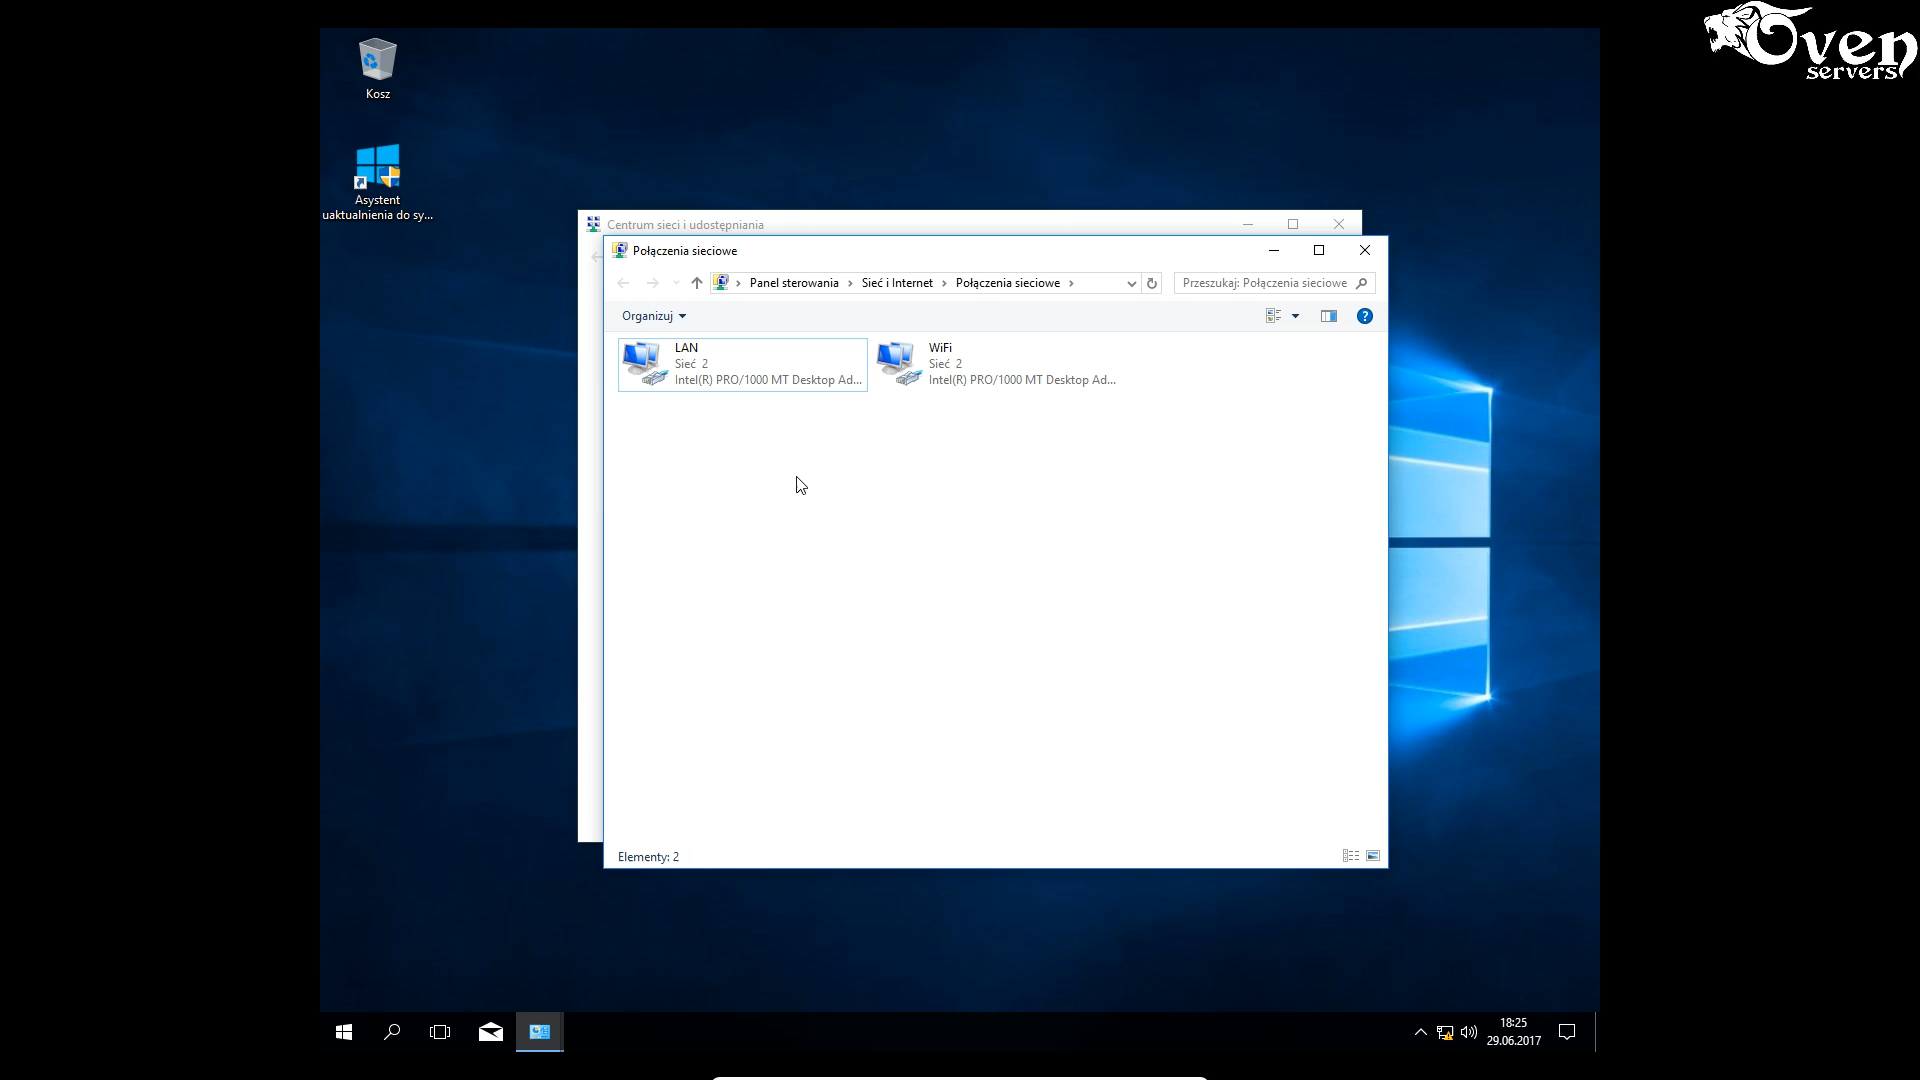 Oven
servers
Kosz
Asystent
uaktualnienia do sy...
Centrum sieci i udostępniania
Połączenia sieciowe
Panel sterowania
Sieć i Internet
Połączenia sieciowe
Przeszukaj: Połączenia sieciowe
Organizuj
LAN
Sieć 2
Intel(R) PRO/1000 MT Desktop Ad...
WiFi
Sieć 2
Intel(R) PRO/1000 MT Desktop Ad...
Elementy: 2
18:25
29.06.2017